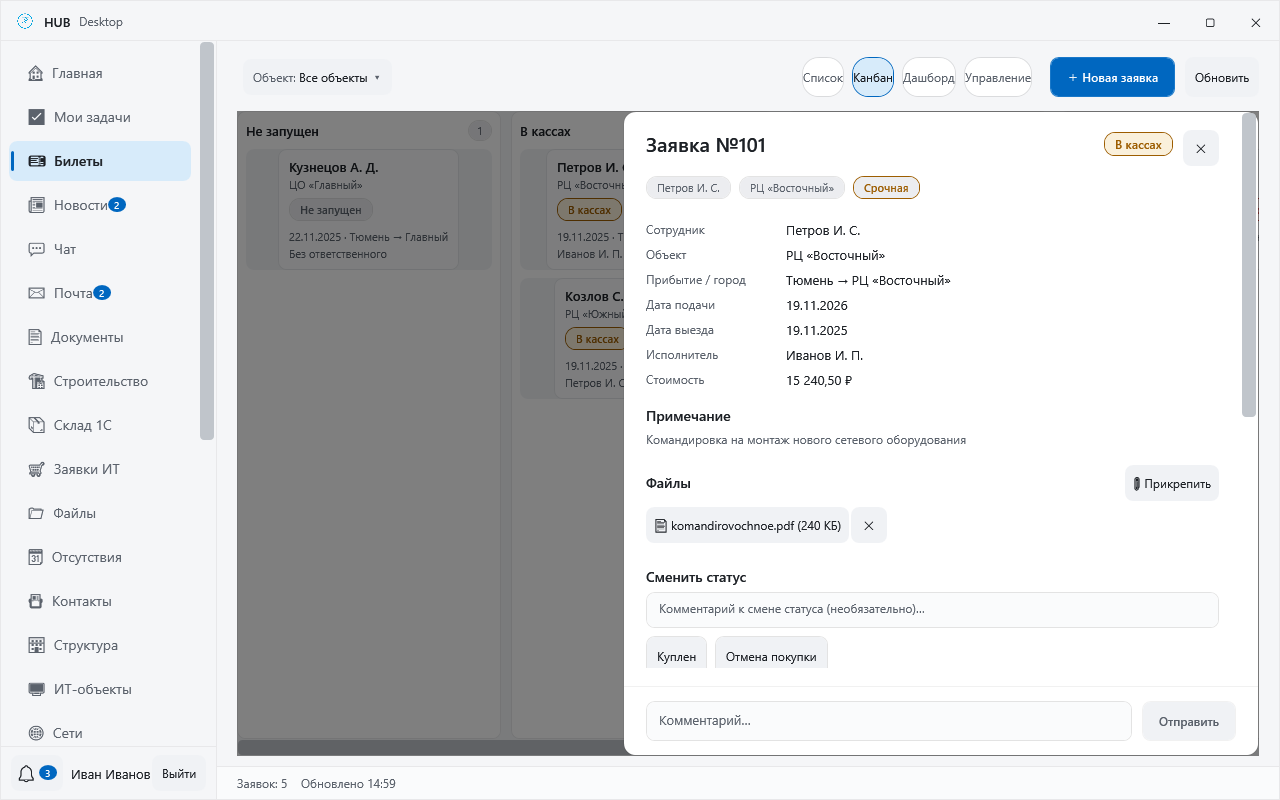 HUB Desktop
Главная
Мои задачи
Билеты
Новости 2
Чат
Почта 2
Документы
Строительство
Склад 1С
Заявки ИТ
Файлы
31 Отсутствия
Контакты
Структура
ИТ-объекты
Сети
3 Иван Иванов Выйти
Объект: Все объекты
Список Канбан Дашборд Управление + Новая заявка Обновить
Не запущен 1
Кузнецов А. Д.
ЦО «Главный»
Не запущен
22.11.2025 · Тюмень → Главный
Без ответственного
В кассах
Петров И.
РЦ «Восточн
В кассах
19.11.2025 ·
Иванов И. П.
Козлов С.
РЦ «Южный
В кассах
19.11.2025 ·
Петров И. С
Заявка №101
В кассах
Петров И. С. РЦ «Восточный» Срочная
Сотрудник Петров И. С.
Объект РЦ «Восточный»
Прибытие / город Тюмень → РЦ «Восточный»
Дата подачи 19.11.2026
Дата выезда 19.11.2025
Исполнитель Иванов И. П.
Стоимость 15 240,50 ₽
Примечание
Командировка на монтаж нового сетевого оборудования
Файлы Прикрепить
komandirovochnoe.pdf (240 КБ)
Сменить статус
Комментарий к смене статуса (необязательно)...
Куплен Отмена покупки
Комментарий... Отправить
Заявок: 5 Обновлено 14:59